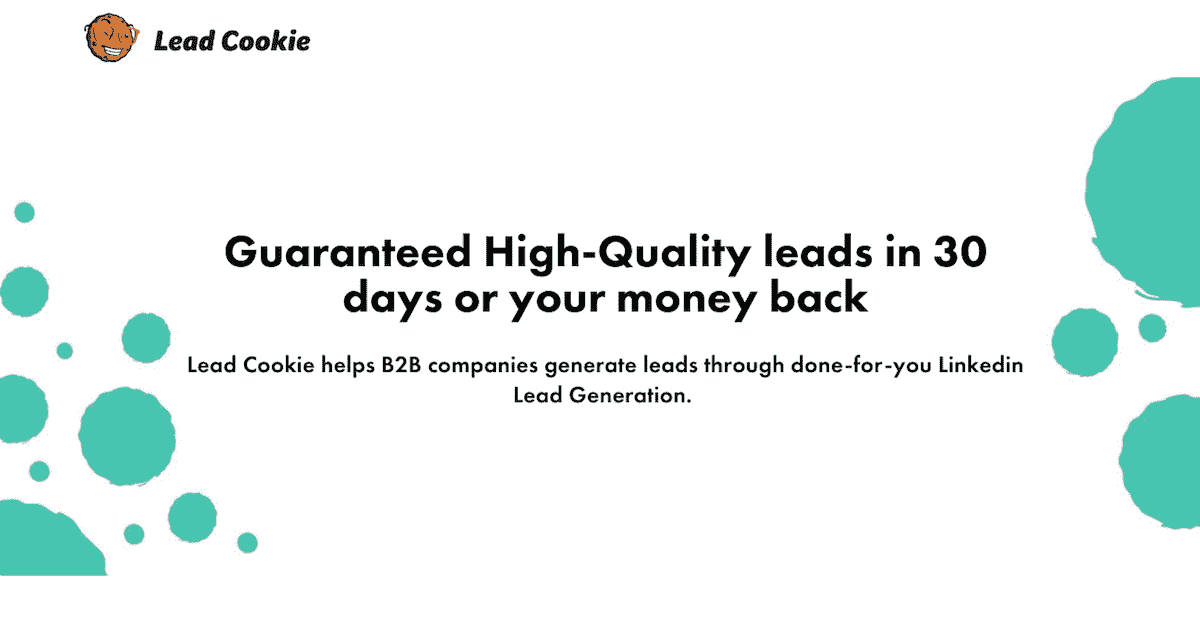 Lead Cookie
Guaranteed High-Quality leads in 30
days or your money back
Lead Cookie helps B2B companies generate leads through done-for-you Linkedin
Lead Generation.